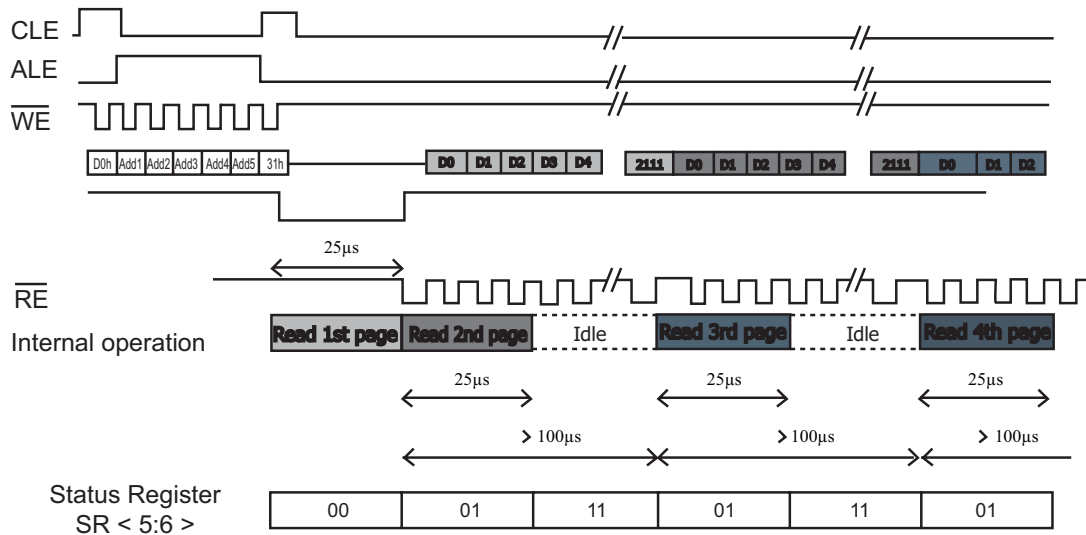 CLE
ALE
WE
D0h Add1 Add2 Add3 Add4 Add5 31h D0 D1 D2 D3 D4 2111 D0 D1 D2 D3 D4 2111 D0 D1 D2
25µs
RE
Internal operation Read 1st page Read 2nd page Idle Read 3rd page Idle Read 4th page
25µs 25µs 25µs
> 100µs > 100µs > 100µs
Status Register
SR < 5:6 > 00 01 11 01 11 01